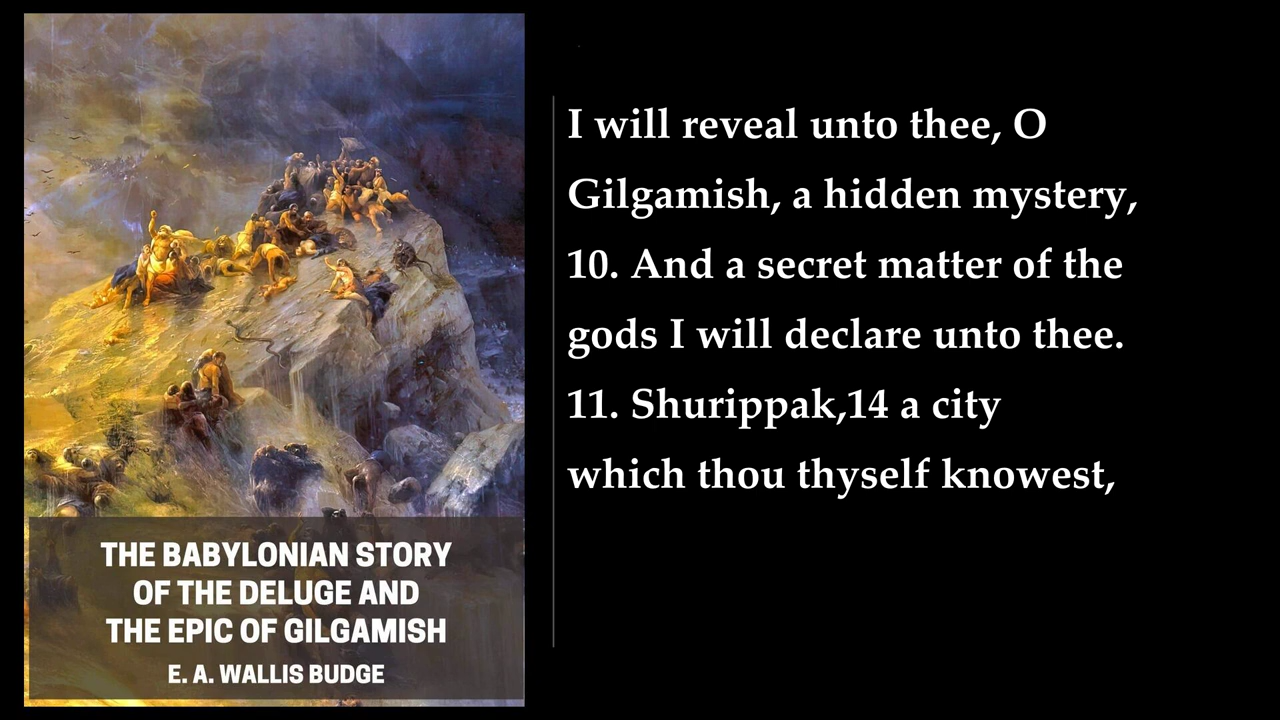 I will reveal unto thee, O
Gilgamish, a hidden mystery,
10. And a secret matter of the
gods I will declare unto thee.
11. Shurippak,14 a city
which thou thyself knowest,
THE BABYLONIAN STORY
OF THE DELUGE AND
THE EPIC OF GILGAMISH
E. A. WALLIS BUDGE